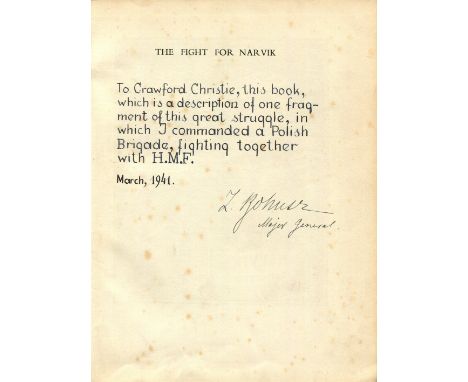 THE FIGHT FOR NARVIK
To Crawford Christie, this book,
which is a description of one frag-
ment of this great struggle, in
which I commanded a Polish
Brigade, fighting together
with H.M.F.
March, 1941.
Z. Bohusz
Major General.